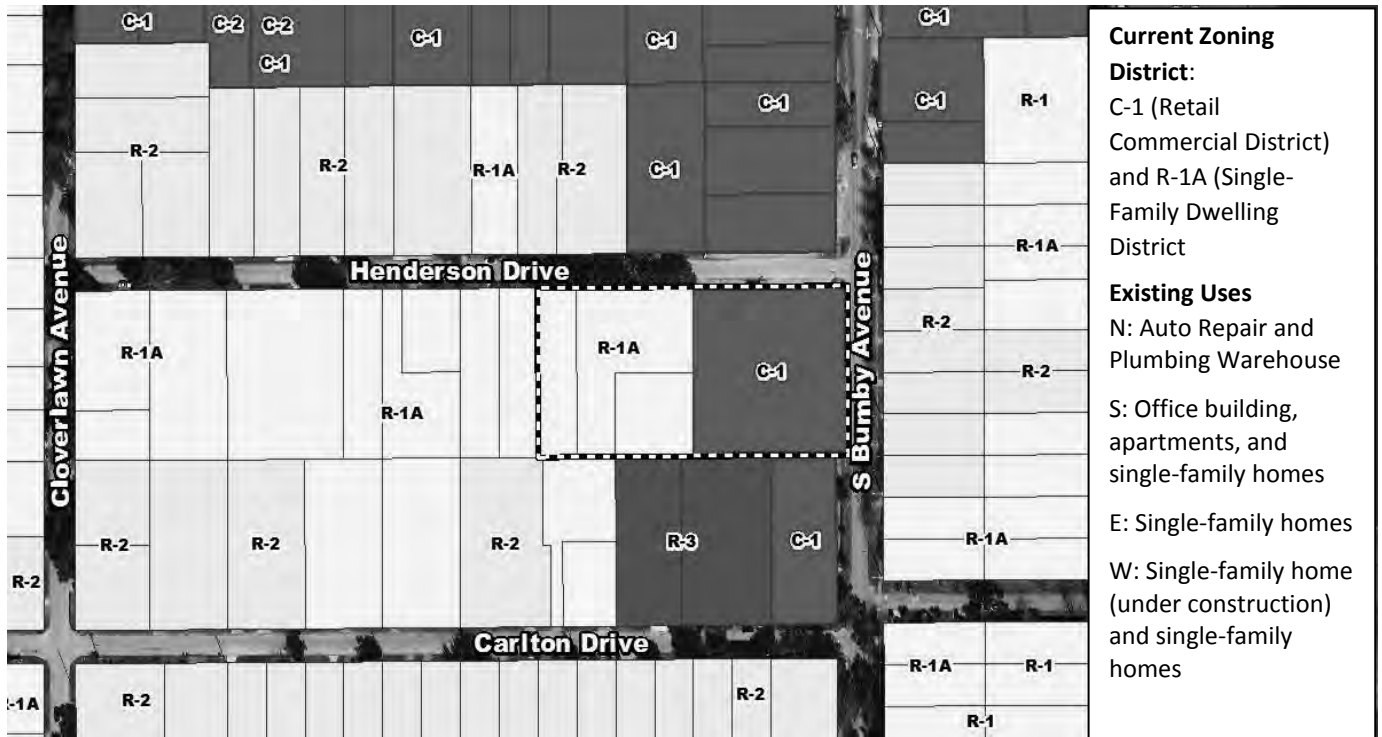 C-1
C-2
C-2
C-1
C-1
C-1
C-1
C-1
C-1
R-1
R-2
R-2
R-1A
R-2
C-1
R-1A
Henderson Drive
Cloverlawn Avenue
S Bumby Avenue
R-1A
R-1A
R-1A
C-1
R-2
R-2
R-2
R-2
R-2
R-2
R-3
C-1
R-1A
Carlton Drive
-1A
R-2
R-2
R-1A
R-1
R-1
Current Zoning
District:
C-1 (Retail
Commercial District)
and R-1A (Single-
Family Dwelling
District
Existing Uses
N: Auto Repair and
Plumbing Warehouse
S: Office building,
apartments, and
single-family homes
E: Single-family homes
W: Single-family home
(under construction)
and single-family
homes